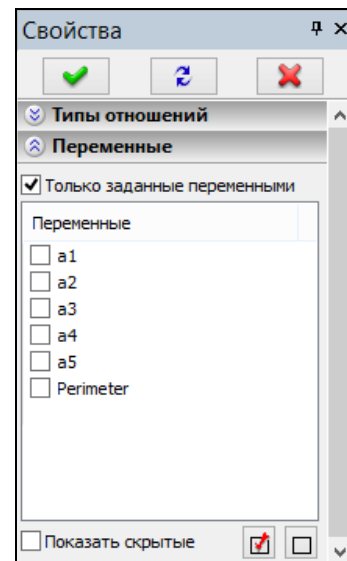 Свойства
Типы отношений
Переменные
Только заданные переменными
Переменные
a1
a2
a3
a4
a5
Perimeter
Показать скрытые